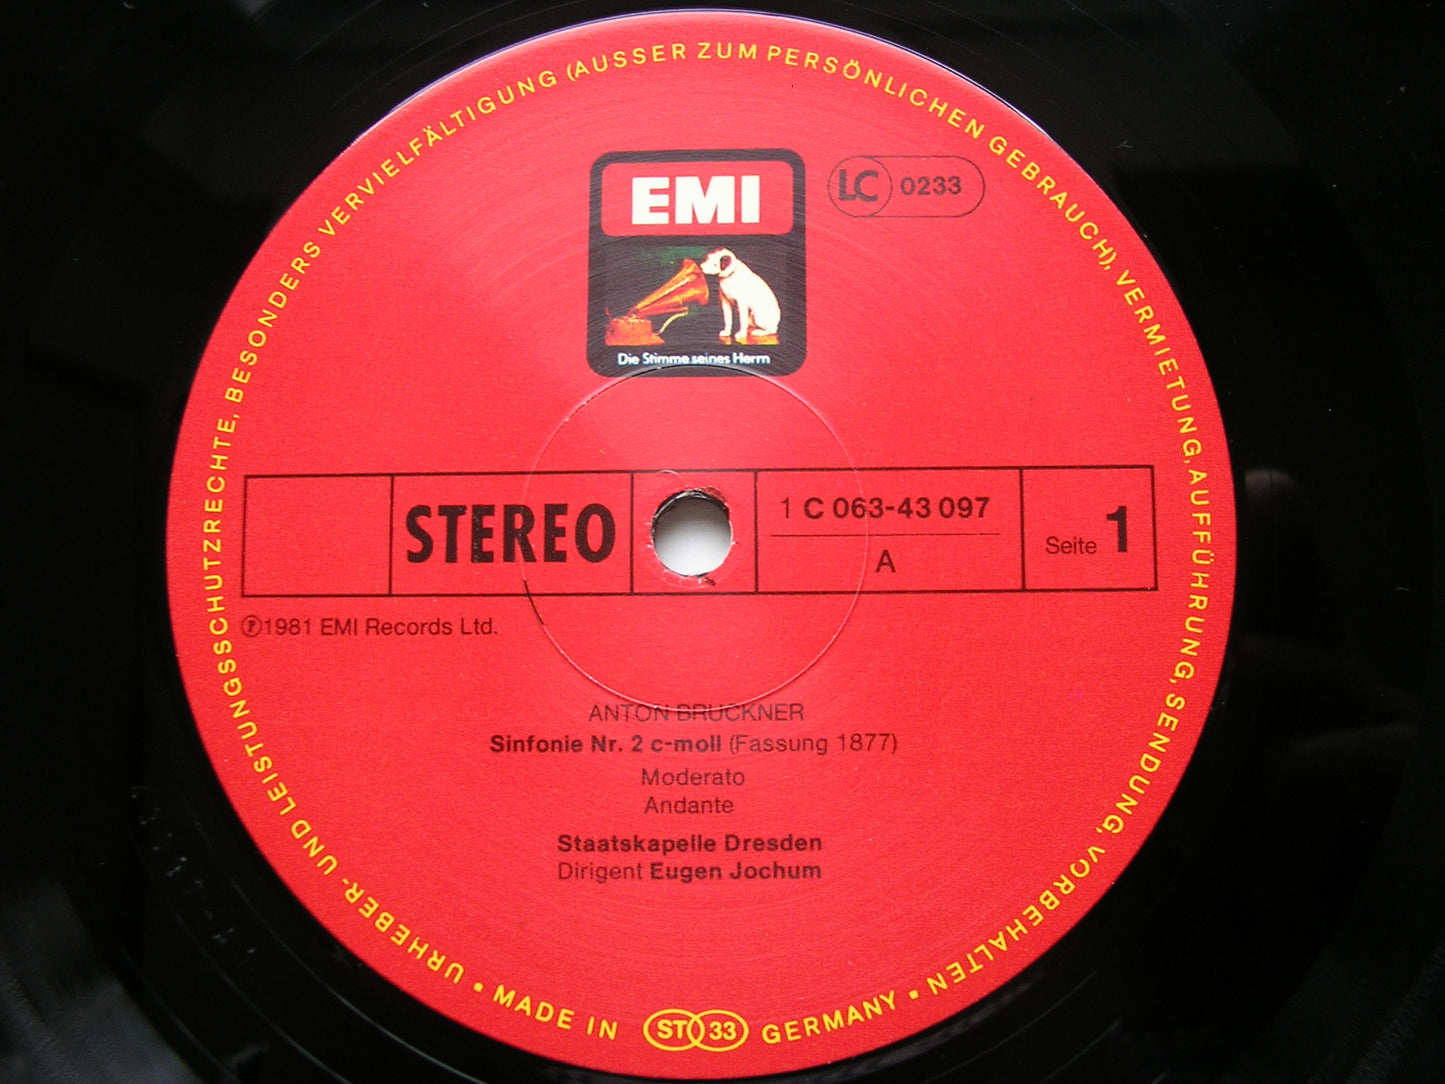 URHEBER- UND LEISTUNGSSCHUTZRECHTE, BESONDERS VERVIELFÄLTIGUNG (AUSSER ZUM PERSÖNLICHEN GEBRAUCH), VERMIETUNG, AUFFÜHRUNG, SENDUNG, VORBEHALTEN •
EMI
LC 0233
Die Stimme seines Herrn
STEREO
1 C 063-43 097
A
Seite 1
Ⓟ1981 EMI Records Ltd.
ANTON BRUCKNER
Sinfonie Nr. 2 c-moll (Fassung 1877)
Moderato
Andante
Staatskapelle Dresden
Dirigent Eugen Jochum
• MADE IN ST 33 GERMANY